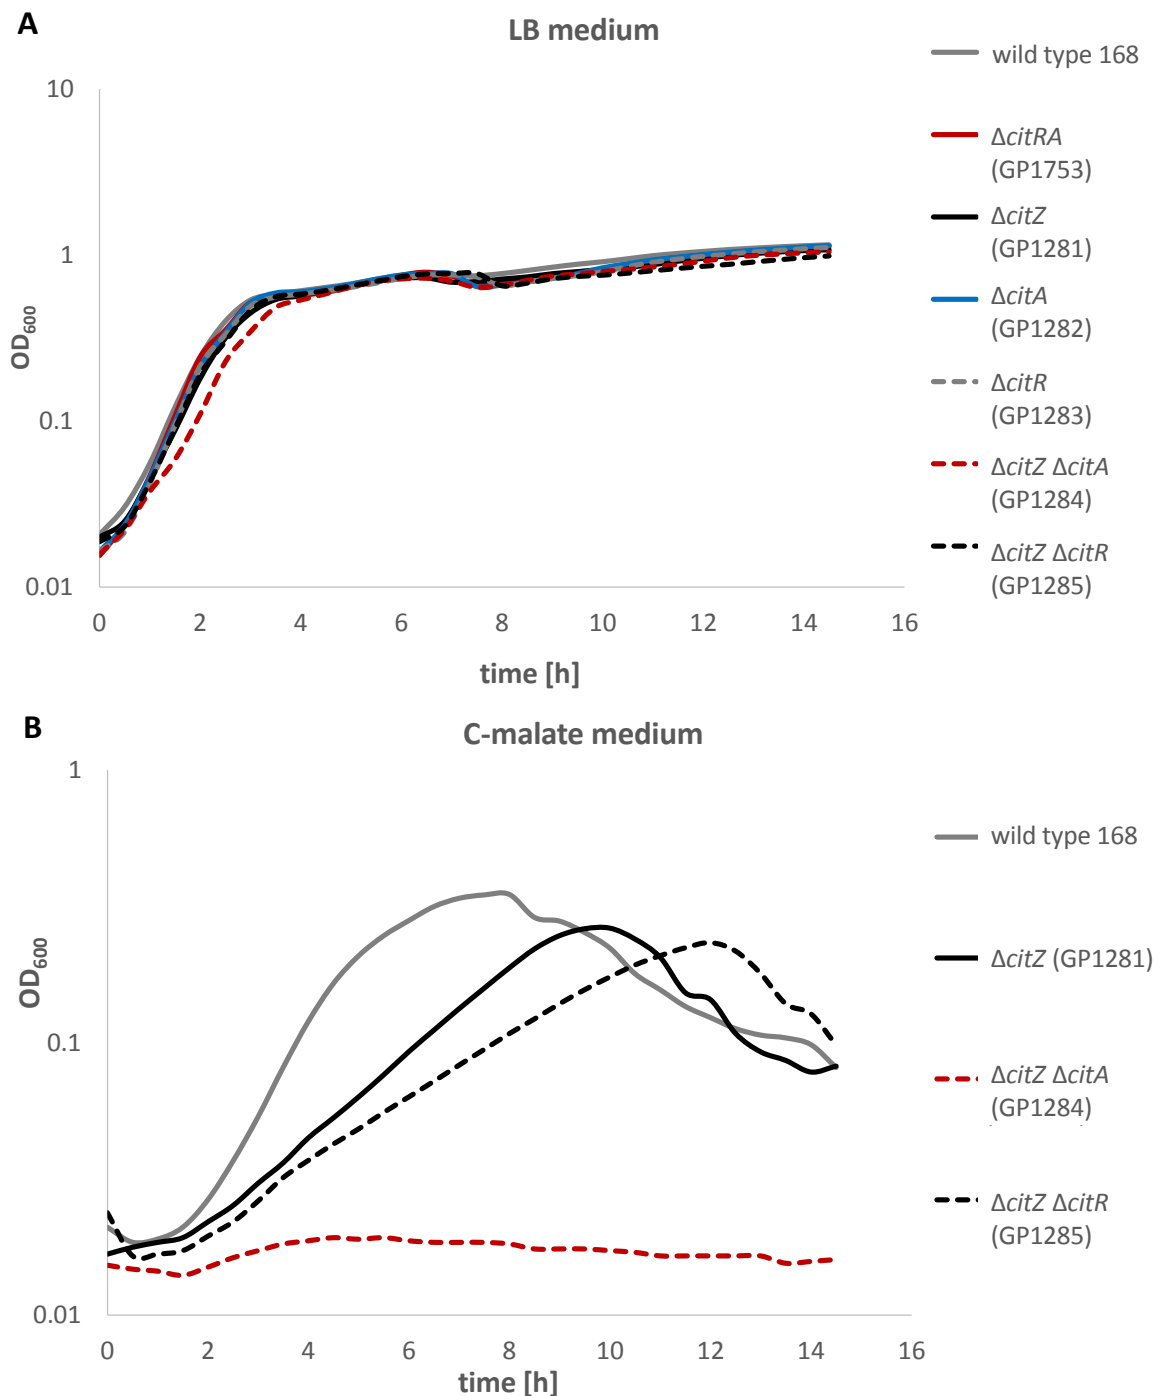 A
LB medium
10
1
0.1
0.01
OD600
0 2 4 6 8 10 12 14 16
time [h]
wild type 168
ΔcitRA
(GP1753)
ΔcitZ
(GP1281)
ΔcitA
(GP1282)
ΔcitR
(GP1283)
ΔcitZ ΔcitA
(GP1284)
ΔcitZ ΔcitR
(GP1285)
B
C-malate medium
1
0.1
0.01
OD600
0 2 4 6 8 10 12 14 16
time [h]
wild type 168
ΔcitZ (GP1281)
ΔcitZ ΔcitA
(GP1284)
ΔcitZ ΔcitR
(GP1285)